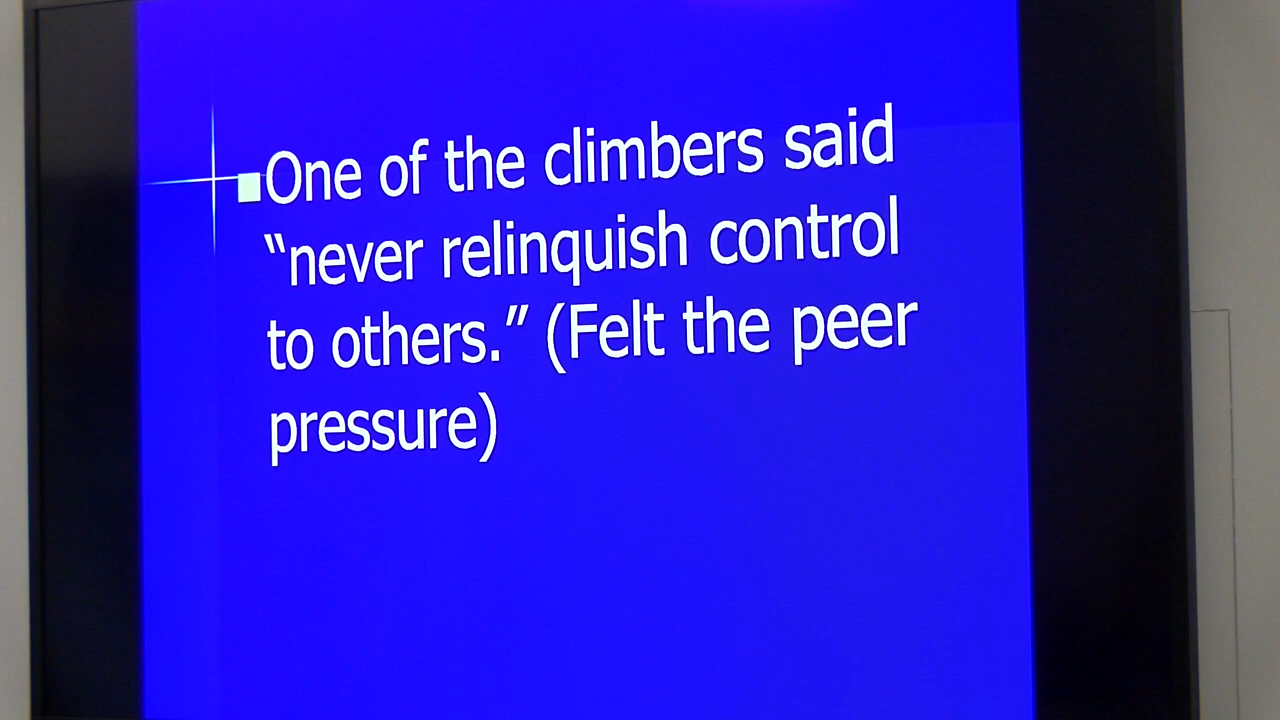 One of the climbers said
“never relinquish control
to others.” (Felt the peer
pressure)